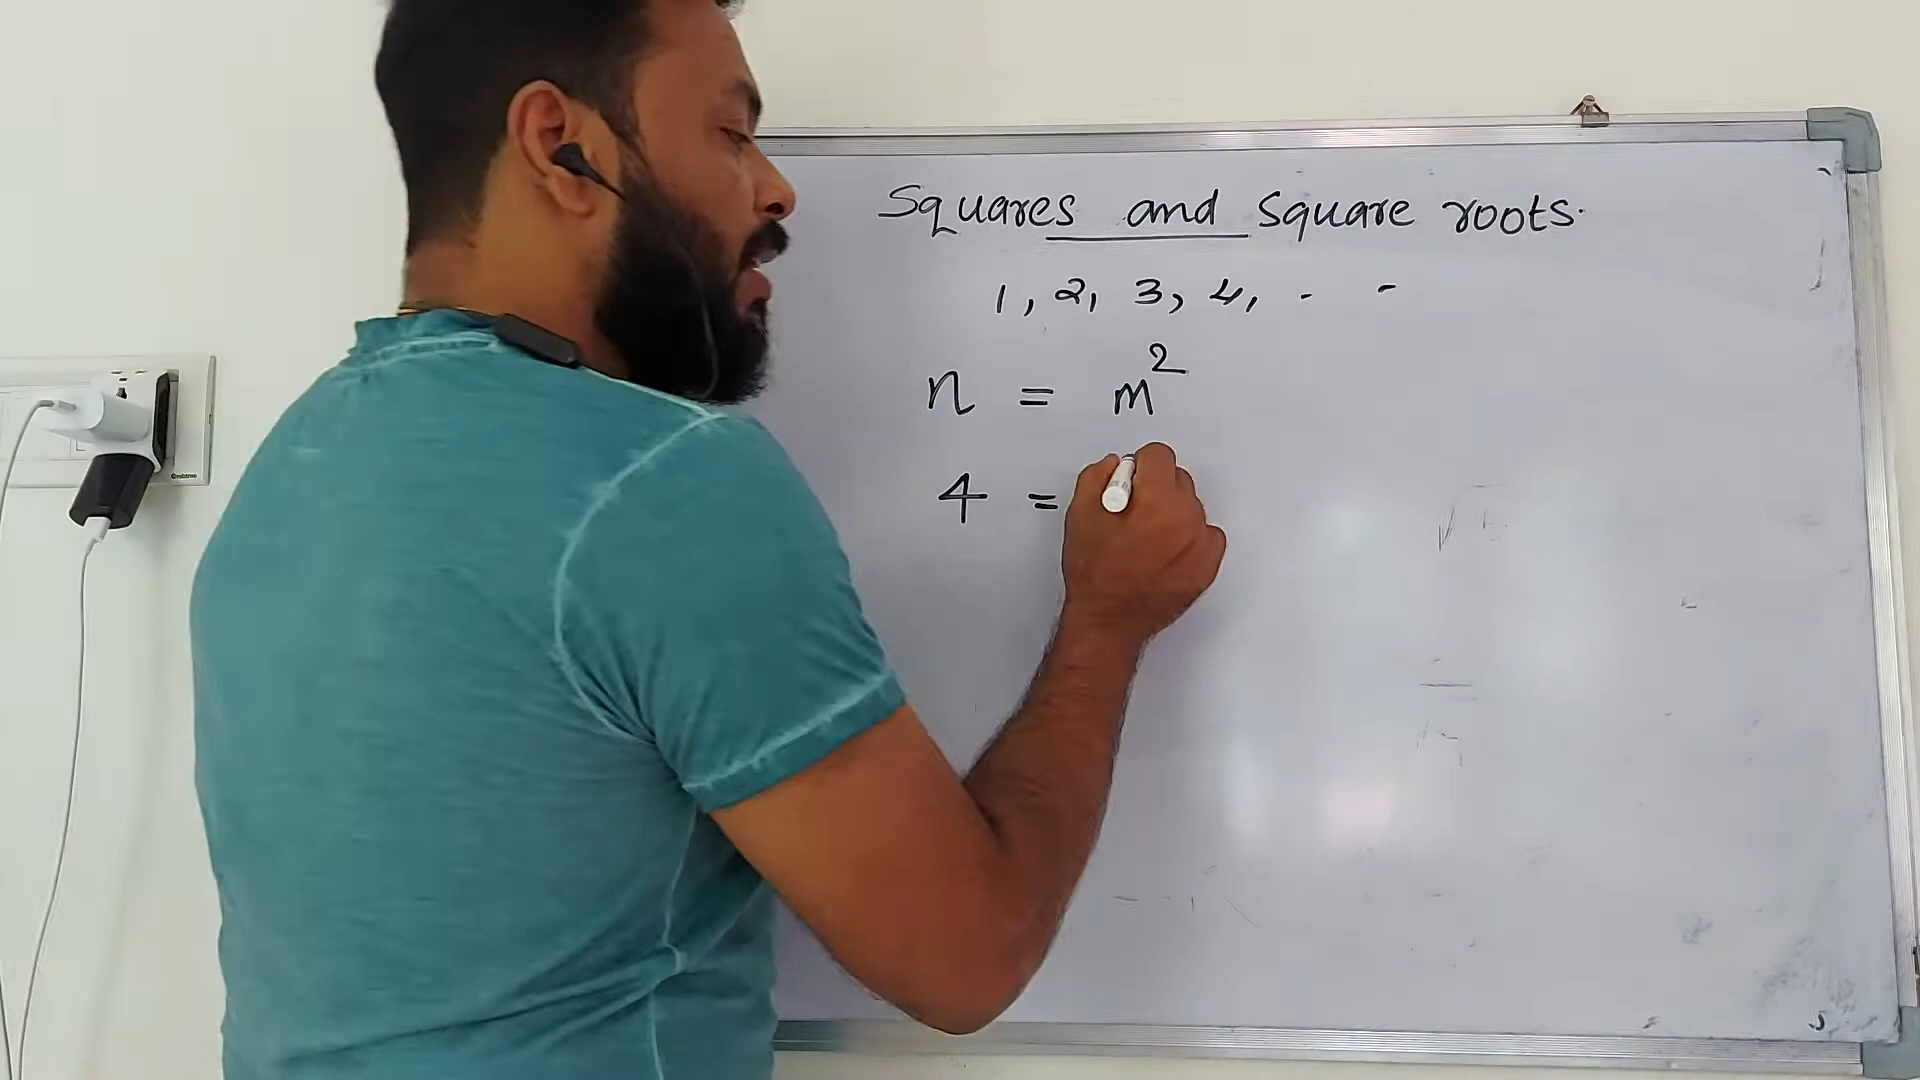 Squares and square roots.
1, 2, 3, 4, . -
n = m²
4 =